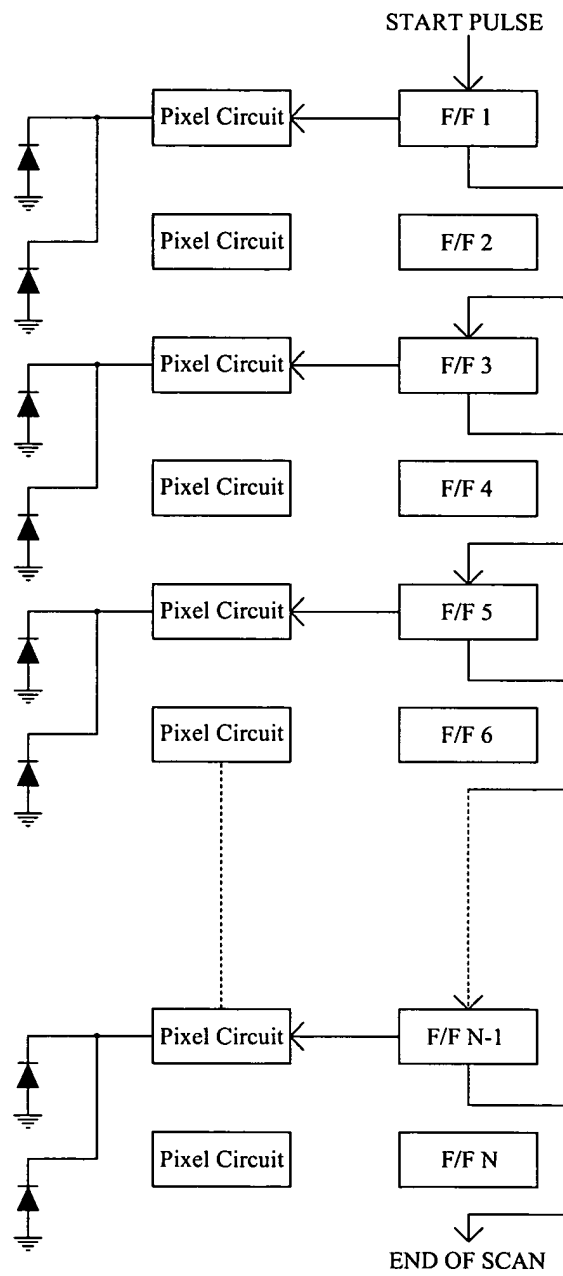 START PULSE
Pixel Circuit F/F 1
Pixel Circuit F/F 2
Pixel Circuit F/F 3
Pixel Circuit F/F 4
Pixel Circuit F/F 5
Pixel Circuit F/F 6
Pixel Circuit F/F N-1
Pixel Circuit F/F N
END OF SCAN